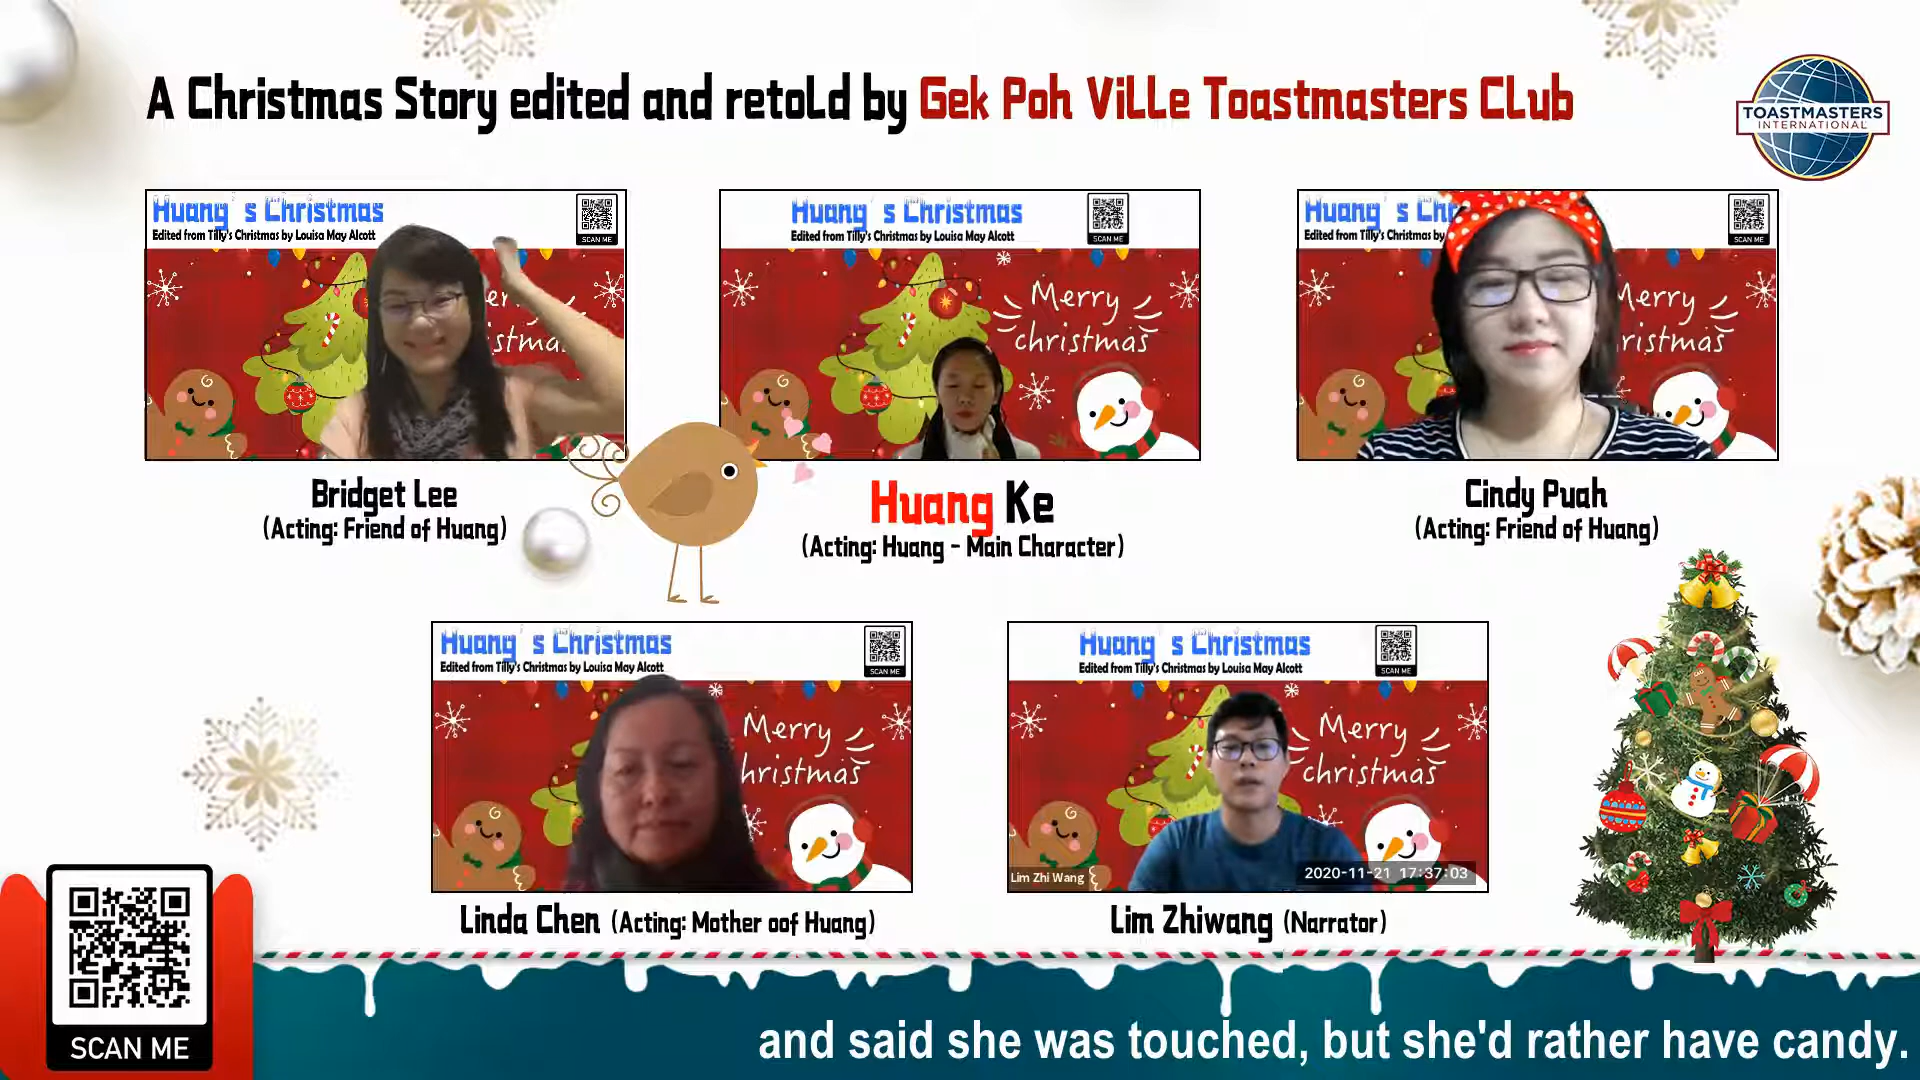 A Christmas Story edited and retold by Gek Poh Ville Toastmasters Club
TOASTMASTERS
INTERNATIONAL
Huang's Christmas
Edited from Tilly's Christmas by Louisa May Alcott
SCAN ME
Merry
Christmas
Huang's Christmas
Edited from Tilly's Christmas by Louisa May Alcott
SCAN ME
Merry
christmas
Huang's Chr
Edited from Tilly's Christmas by
SCAN ME
Merry
christmas
Bridget Lee
(Acting: Friend of Huang)
Huang Ke
(Acting: Huang - Main Character)
Cindy Puah
(Acting: Friend of Huang)
Huang's Christmas
Edited from Tilly's Christmas by Louisa May Alcott
SCAN ME
Merry
hristmas
Huang's Christmas
Edited from Tilly's Christmas by Louisa May Alcott
SCAN ME
Merry
christmas
Lim Zhi Wang
2020-11-21 17:37:03
Linda Chen (Acting: Mother oof Huang)
Lim Zhiwang (Narrator)
SCAN ME
and said she was touched, but she'd rather have candy.